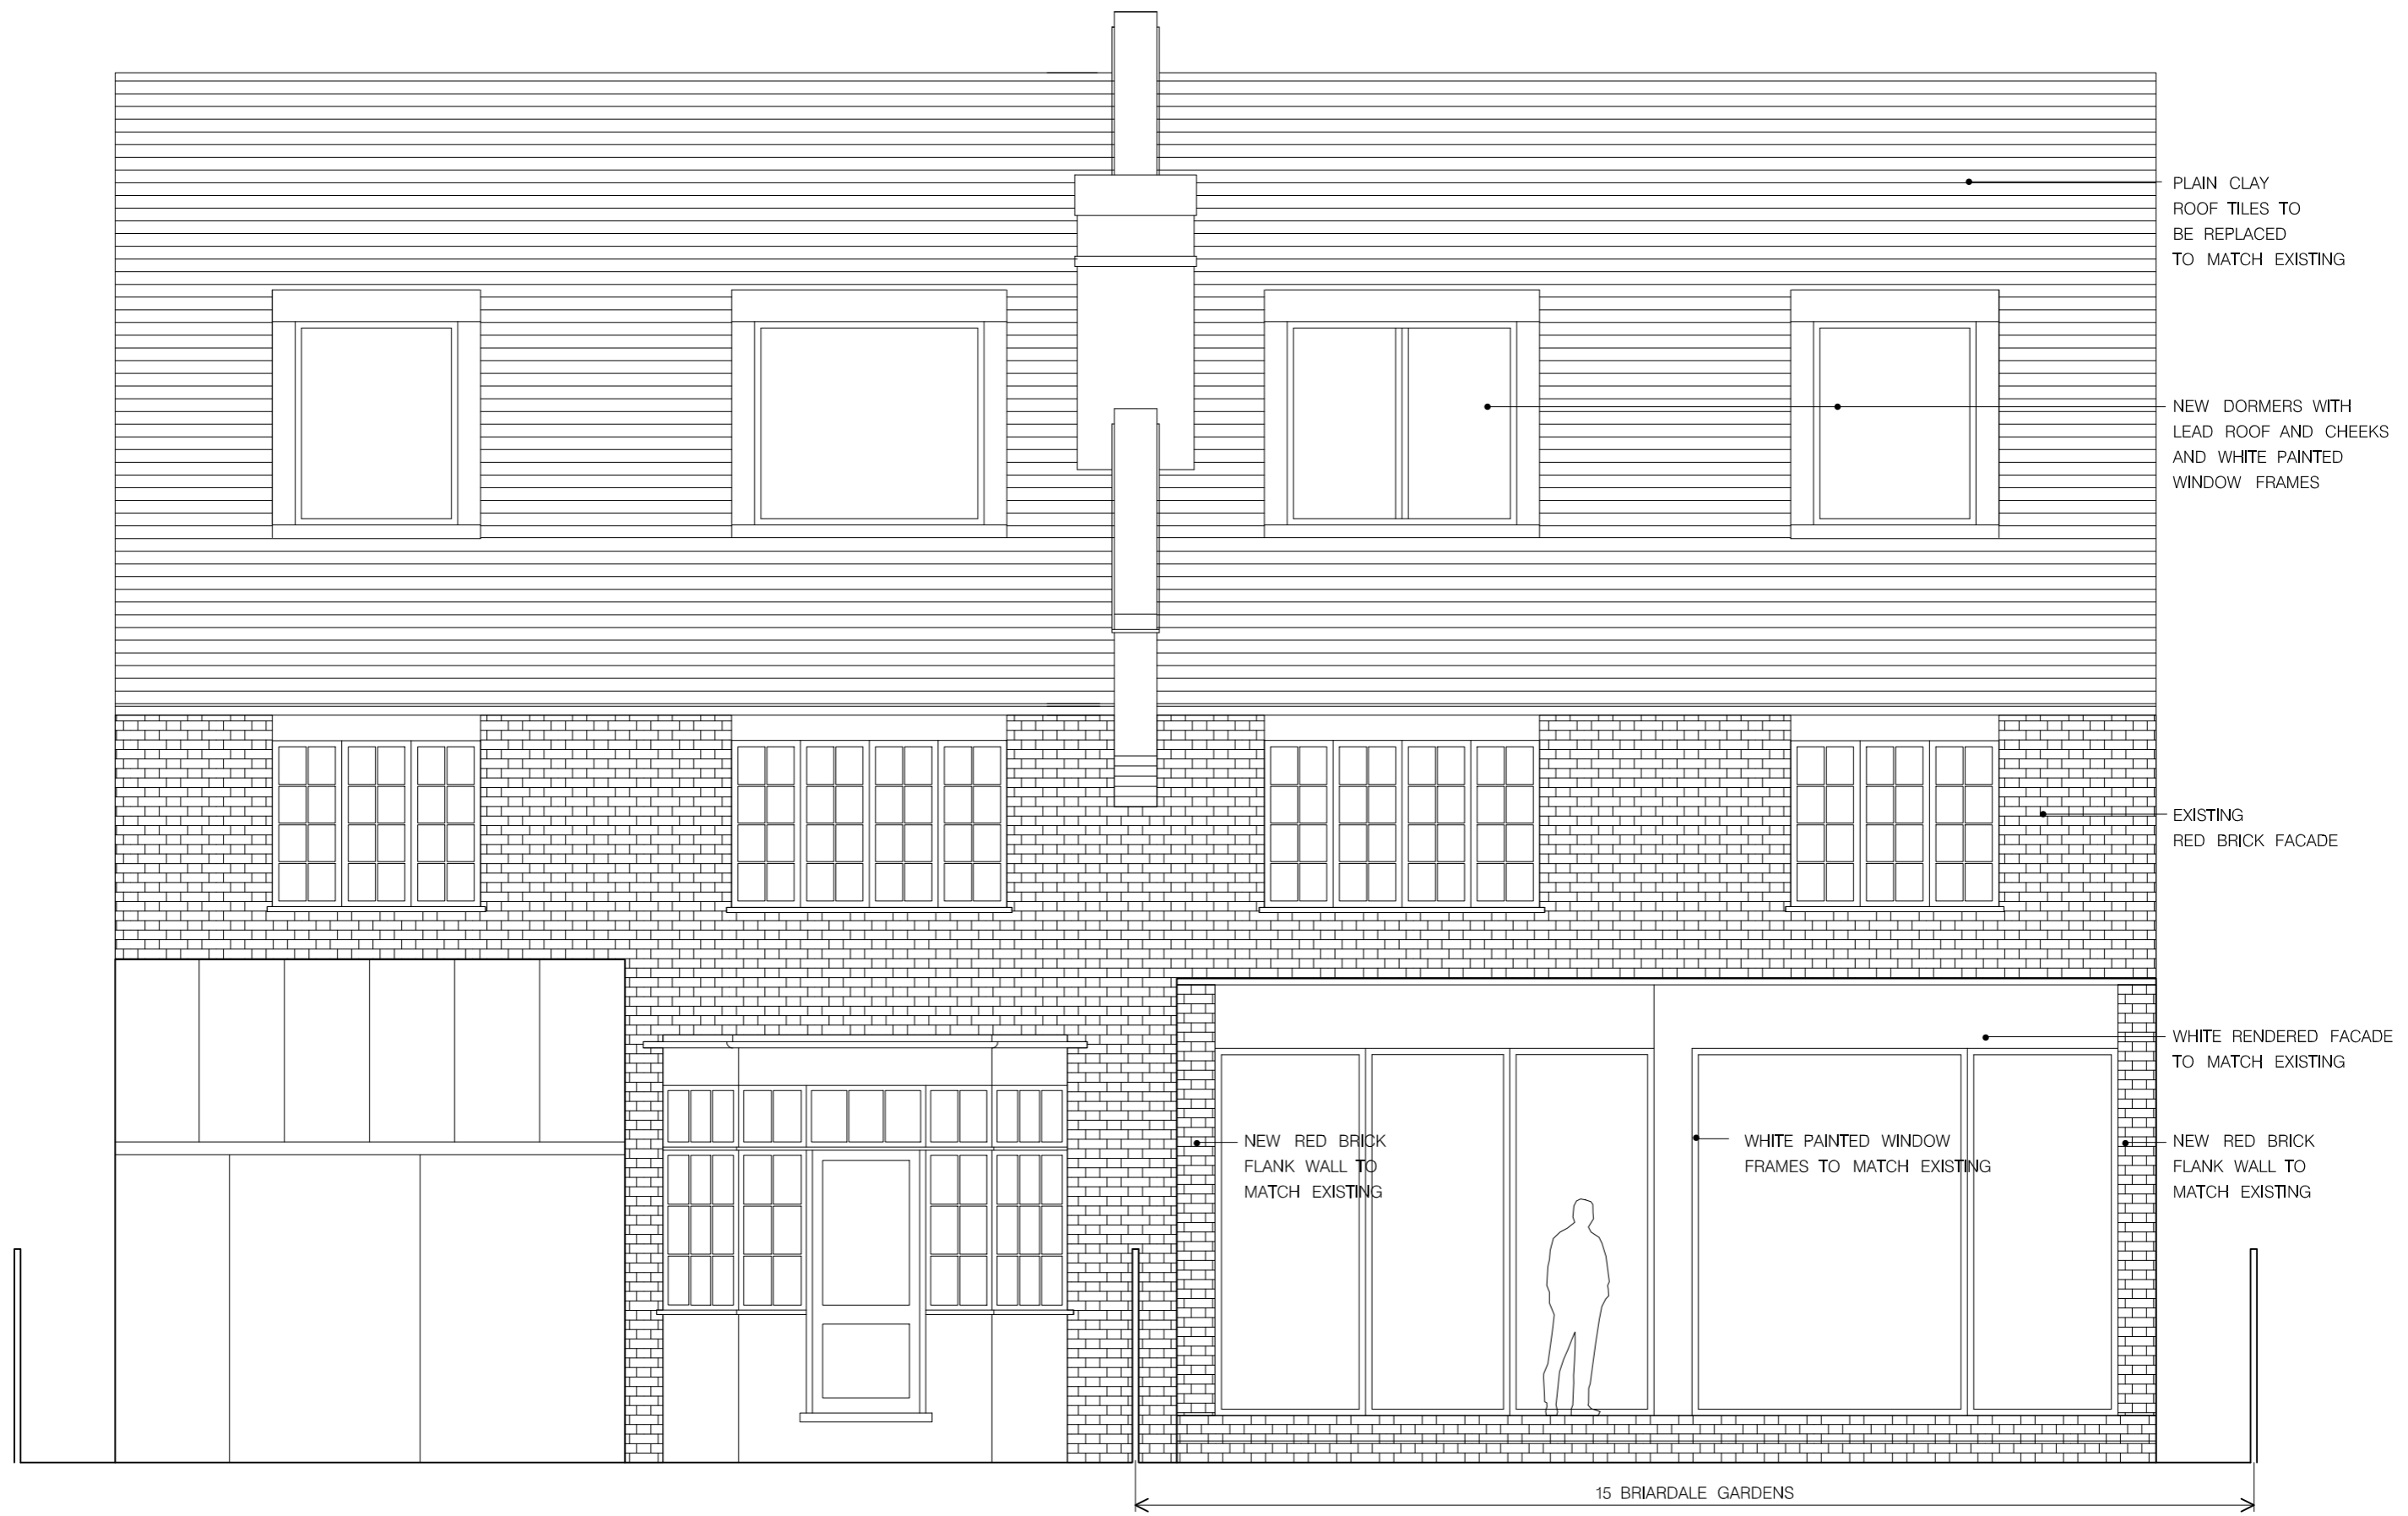 PLAIN CLAY
ROOF TILES TO
BE REPLACED
TO MATCH EXISTING
NEW DORMERS WITH
LEAD ROOF AND CHEEKS
AND WHITE PAINTED
WINDOW FRAMES
EXISTING
RED BRICK FACADE
WHITE RENDERED FACADE
TO MATCH EXISTING
NEW RED BRICK
FLANK WALL TO
MATCH EXISTING
WHITE PAINTED WINDOW
FRAMES TO MATCH EXISTING
NEW RED BRICK
FLANK WALL TO
MATCH EXISTING
15 BRIARDALE GARDENS